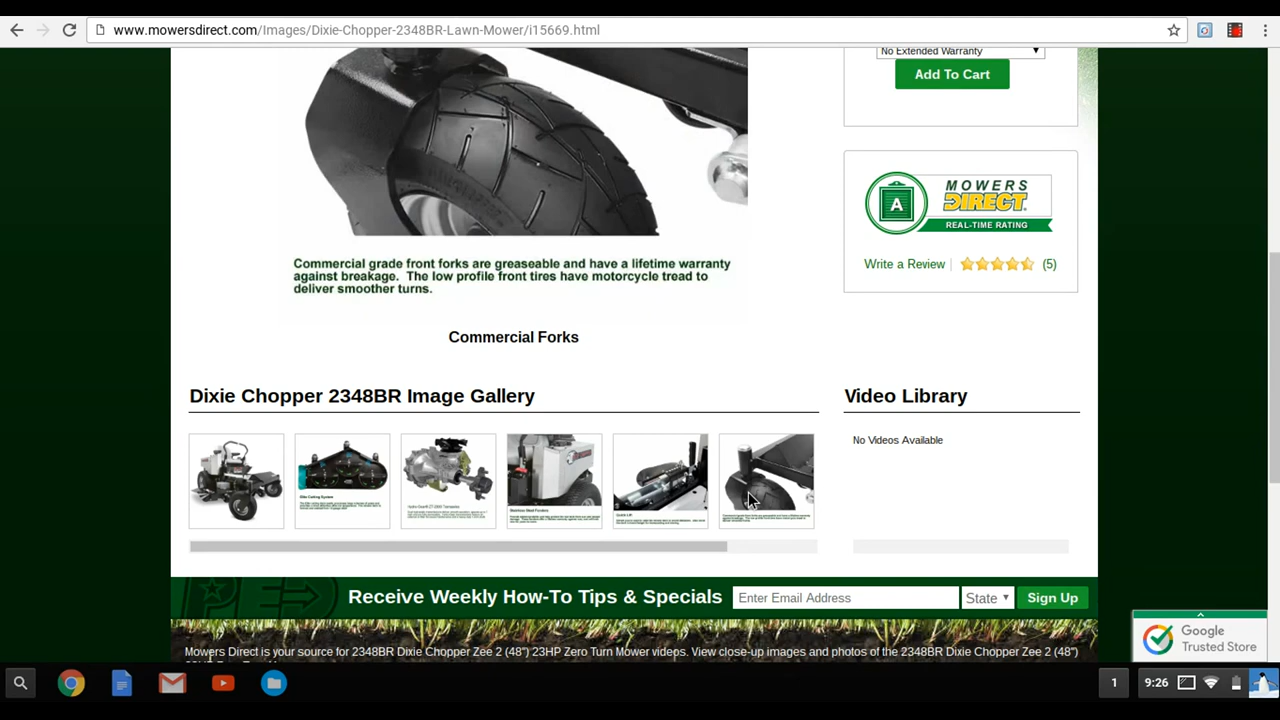 www.mowersdirect.com/Images/Dixie-Chopper-2348BR-Lawn-Mower/i15669.html
No Extended Warranty
Add To Cart
A
MOWERS
DIRECT
REAL-TIME RATING
Write a Review
(5)
Commercial grade front forks are greaseable and have a lifetime warranty
against breakage. The low profile front tires have motorcycle tread to
deliver smoother turns.
Commercial Forks
Dixie Chopper 2348BR Image Gallery
Video Library
No Videos Available
Receive Weekly How-To Tips & Specials
Enter Email Address
State
Sign Up
Google
Trusted Store
Mowers Direct is your source for 2348BR Dixie Chopper Zee 2 (48") 23HP Zero Turn Mower videos. View close-up images and photos of the 2348BR Dixie Chopper Zee 2 (48")
1
9:26